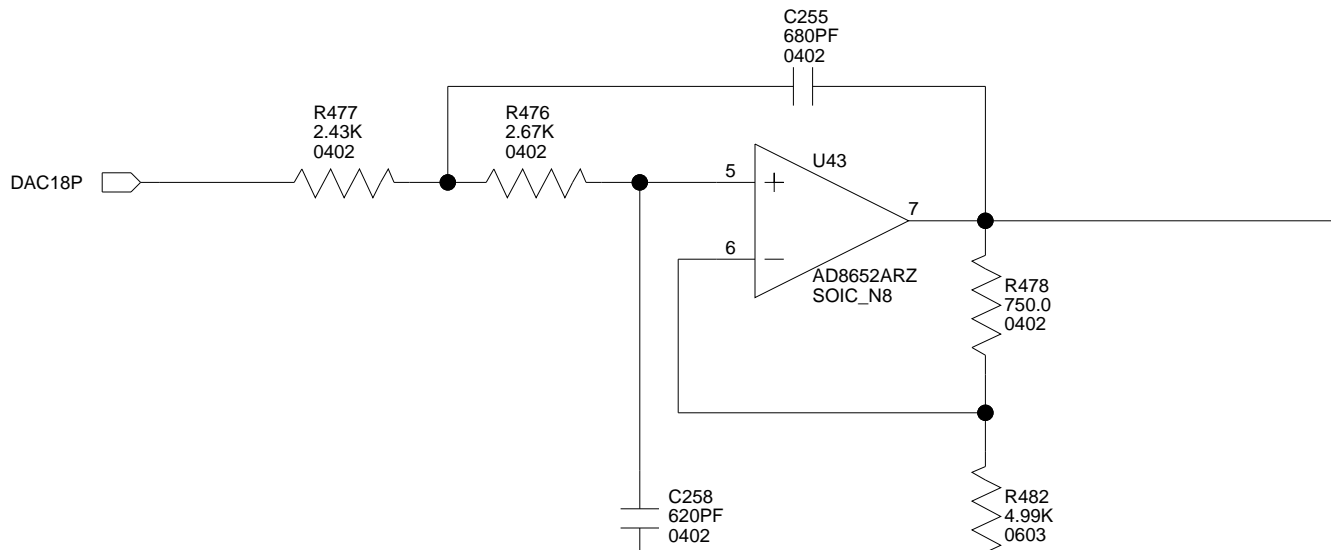 C255
680PF
0402
R477
2.43K
0402
R476
2.67K
0402
DAC18P
5
+
U43
7
6
−
AD8652ARZ
SOIC_N8
R478
750.0
0402
C258
620PF
0402
R482
4.99K
0603